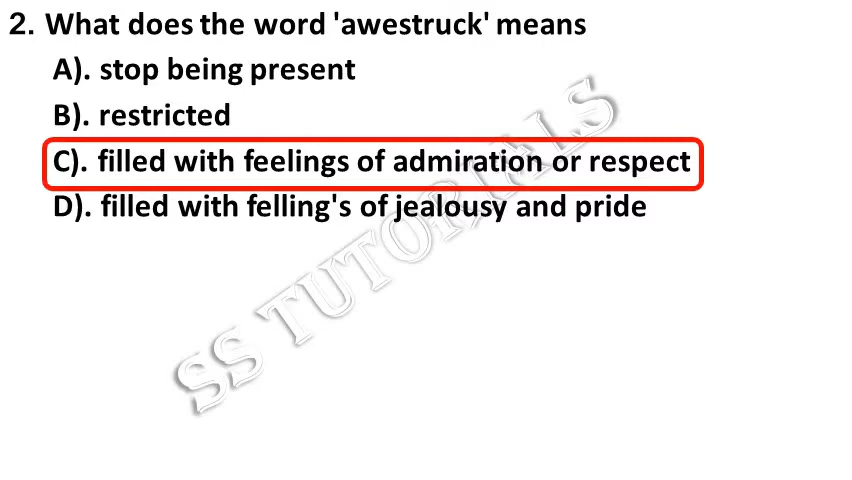 2. What does the word 'awestruck' means
A). stop being present
B). restricted
C). filled with feelings of admiration or respect
D). filled with felling's of jealousy and pride
SS TUTORIALS